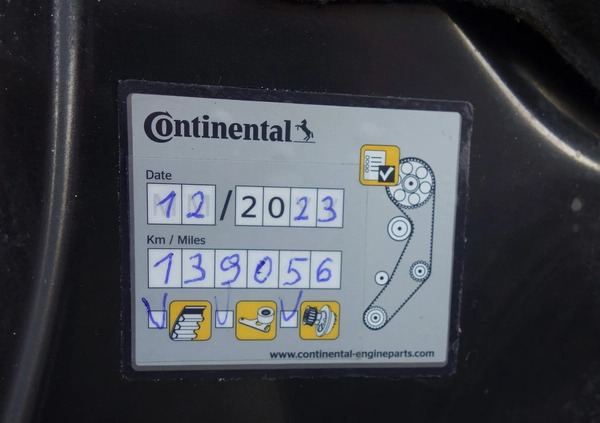 Continental
Date
12/2023
Km / Miles
139056
www.continental-engineparts.com